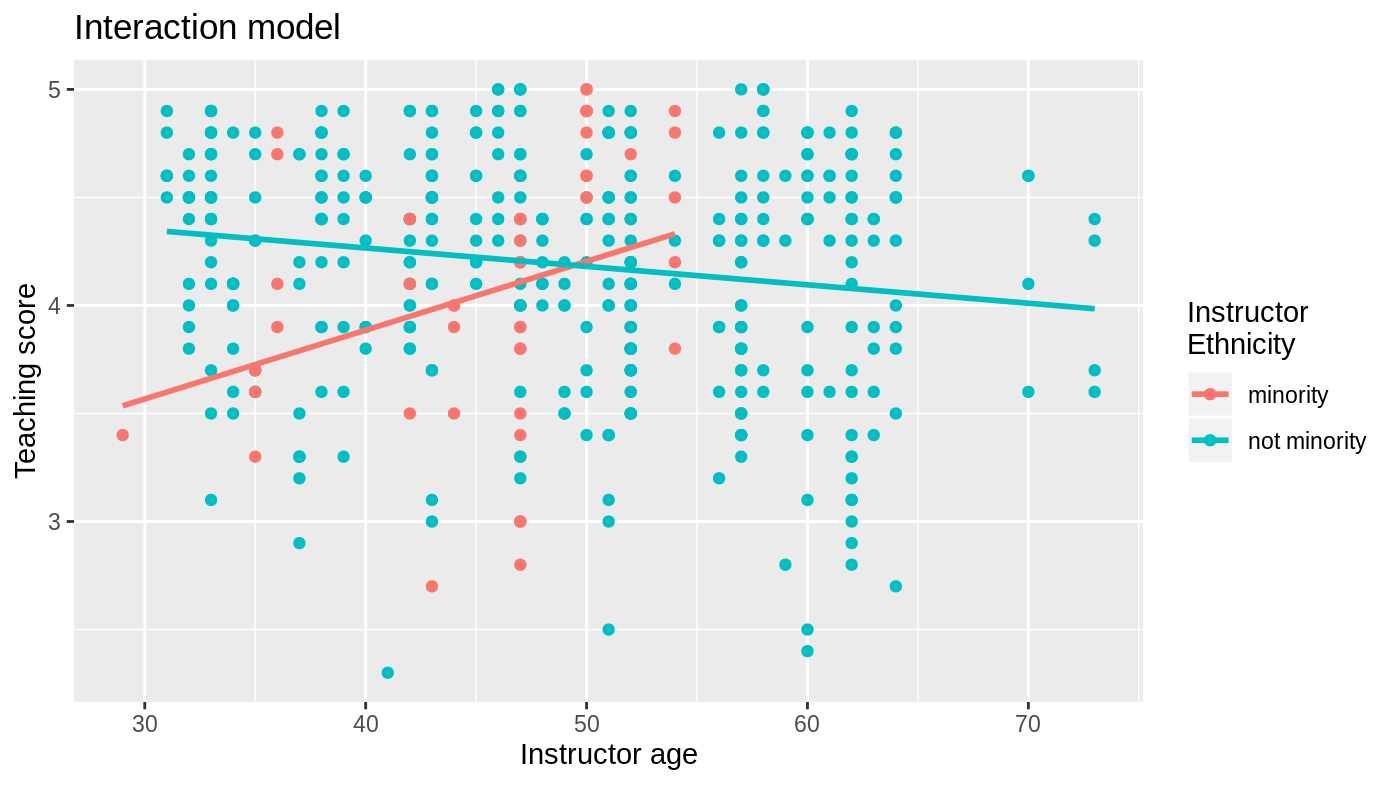 Interaction model
5
4
3
Teaching score
30 40 50 60 70
Instructor age
Instructor
Ethnicity
minority
not minority